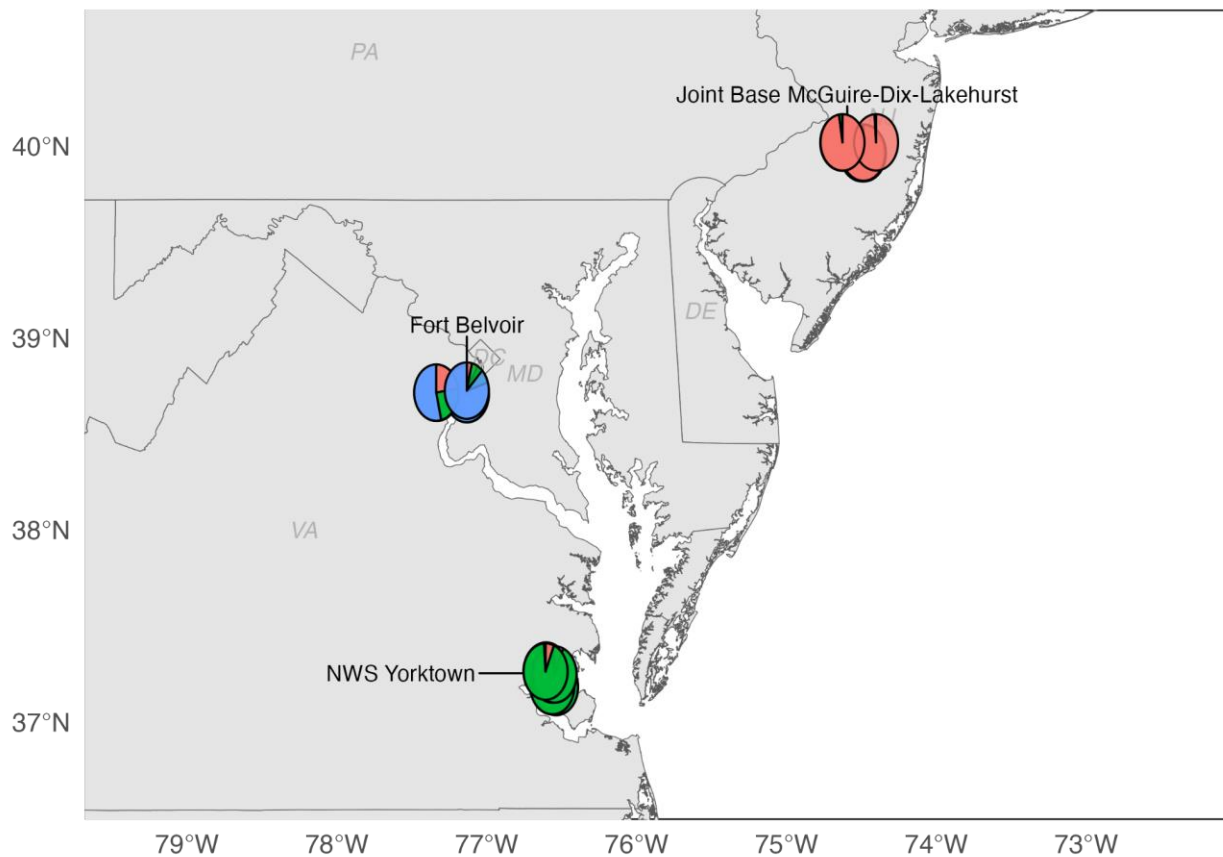 PA
Joint Base McGuire-Dix-Lakehurst
NJ
40°N
39°N
Fort Belvoir
DC
DE
MD
38°N
VA
NWS Yorktown
37°N
79°W
78°W
77°W
76°W
75°W
74°W
73°W